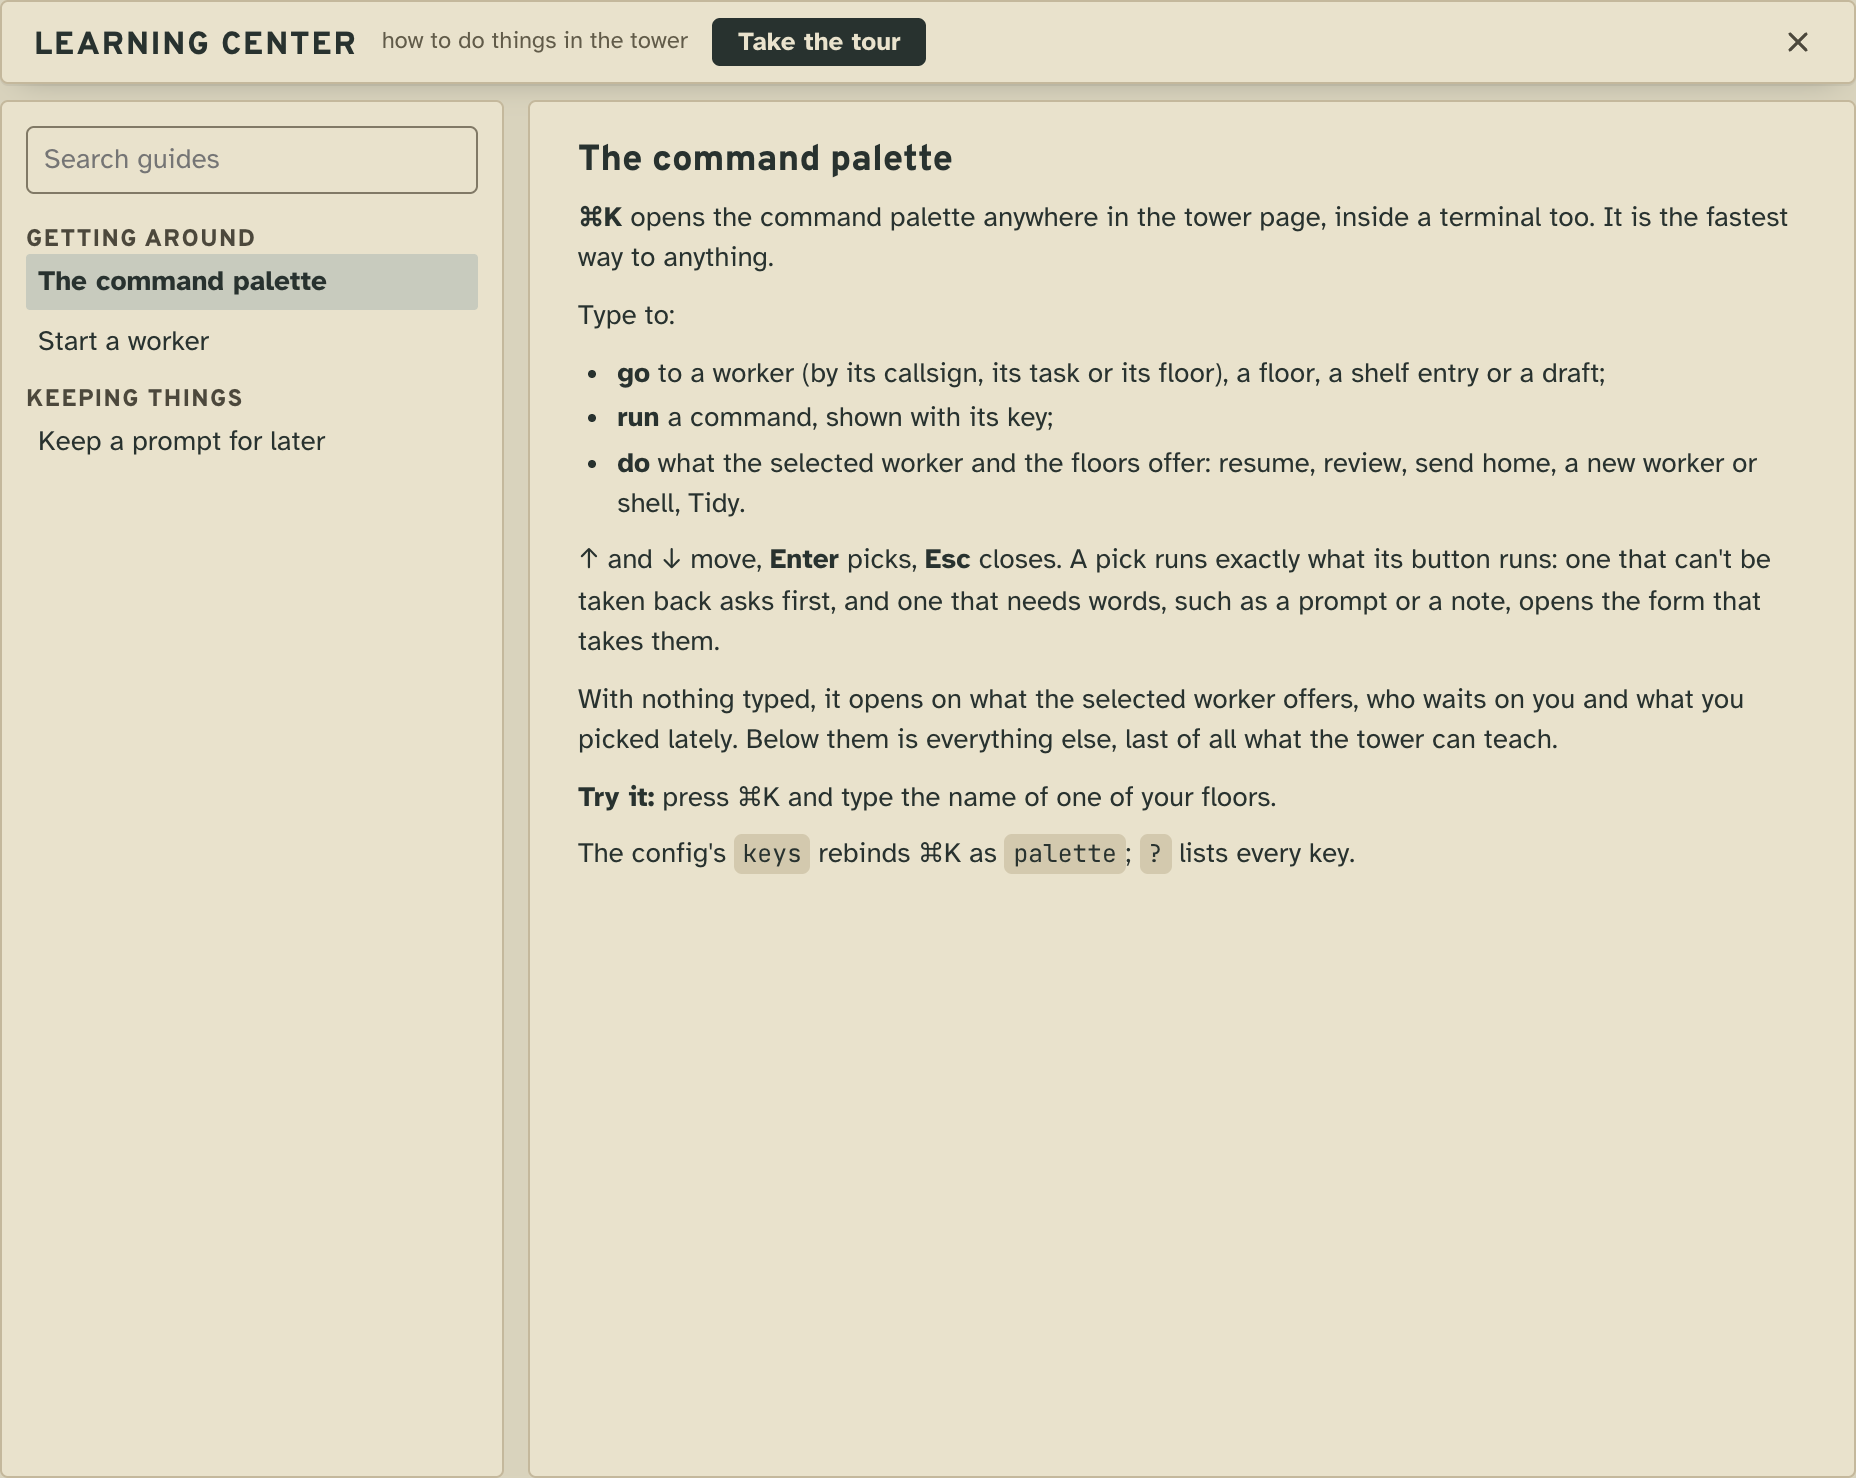 LEARNING CENTER how to do things in the tower Take the tour ×
Search guides
GETTING AROUND
The command palette
Start a worker
KEEPING THINGS
Keep a prompt for later
The command palette
⌘K opens the command palette anywhere in the tower page, inside a terminal too. It is the fastest
way to anything.
Type to:
• go to a worker (by its callsign, its task or its floor), a floor, a shelf entry or a draft;
• run a command, shown with its key;
• do what the selected worker and the floors offer: resume, review, send home, a new worker or
shell, Tidy.
↑ and ↓ move, Enter picks, Esc closes. A pick runs exactly what its button runs: one that can't be
taken back asks first, and one that needs words, such as a prompt or a note, opens the form that
takes them.
With nothing typed, it opens on what the selected worker offers, who waits on you and what you
picked lately. Below them is everything else, last of all what the tower can teach.
Try it: press ⌘K and type the name of one of your floors.
The config's keys rebinds ⌘K as palette; ? lists every key.